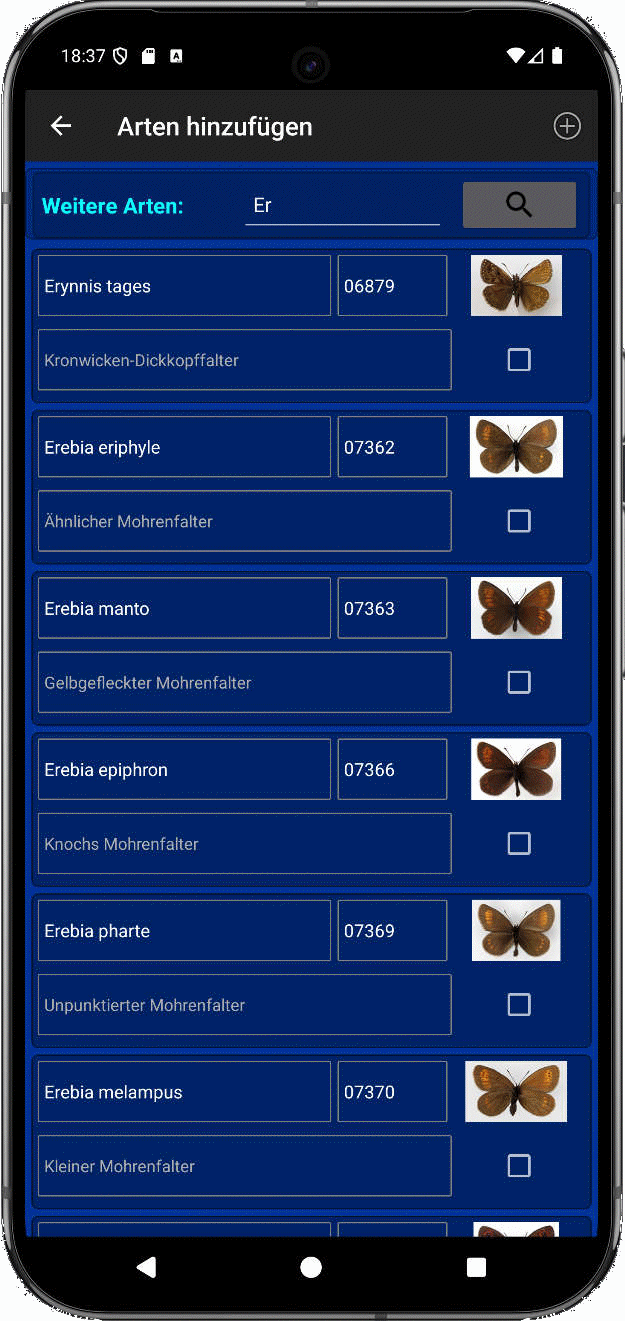 18:37
Arten hinzufügen
Weitere Arten: Er
Erynnis tages 06879
Kronwicken-Dickkopffalter
Erebia eriphyle 07362
Ähnlicher Mohrenfalter
Erebia manto 07363
Gelbgefleckter Mohrenfalter
Erebia epiphron 07366
Knochs Mohrenfalter
Erebia pharte 07369
Unpunktierter Mohrenfalter
Erebia melampus 07370
Kleiner Mohrenfalter